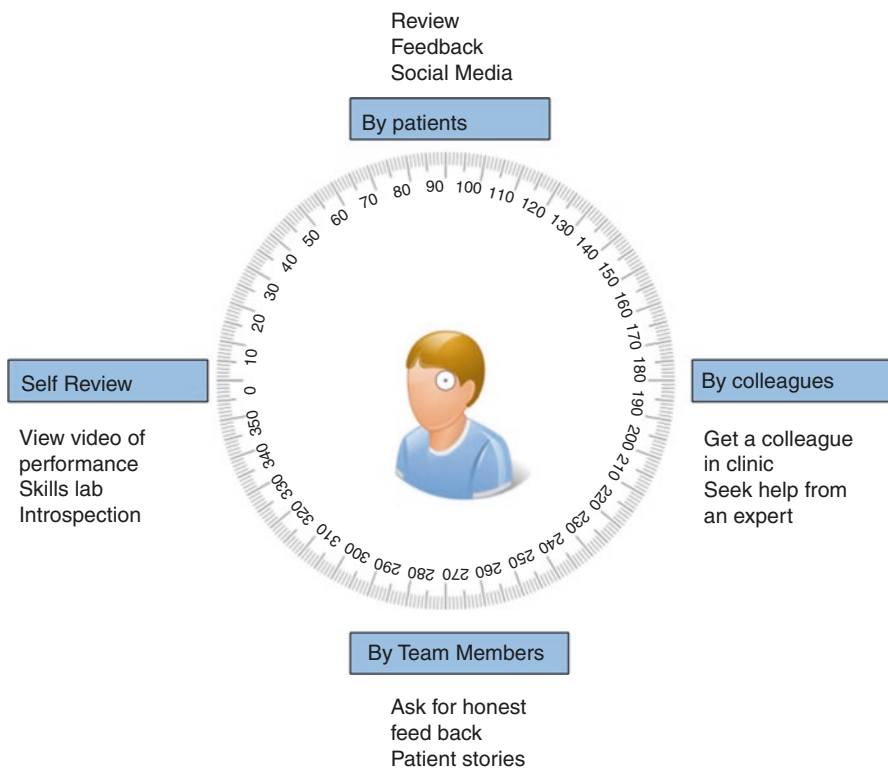 Review
Feedback
Social Media
By patients
0
10
20
30
40
50
60
70
80
90
100
110
120
130
140
150
160
170
180
190
200
210
220
230
240
250
260
270
280
290
300
310
320
330
340
350
Self Review
View video of
performance
Skills lab
Introspection
By colleagues
Get a colleague
in clinic
Seek help from
an expert
By Team Members
Ask for honest
feed back
Patient stories